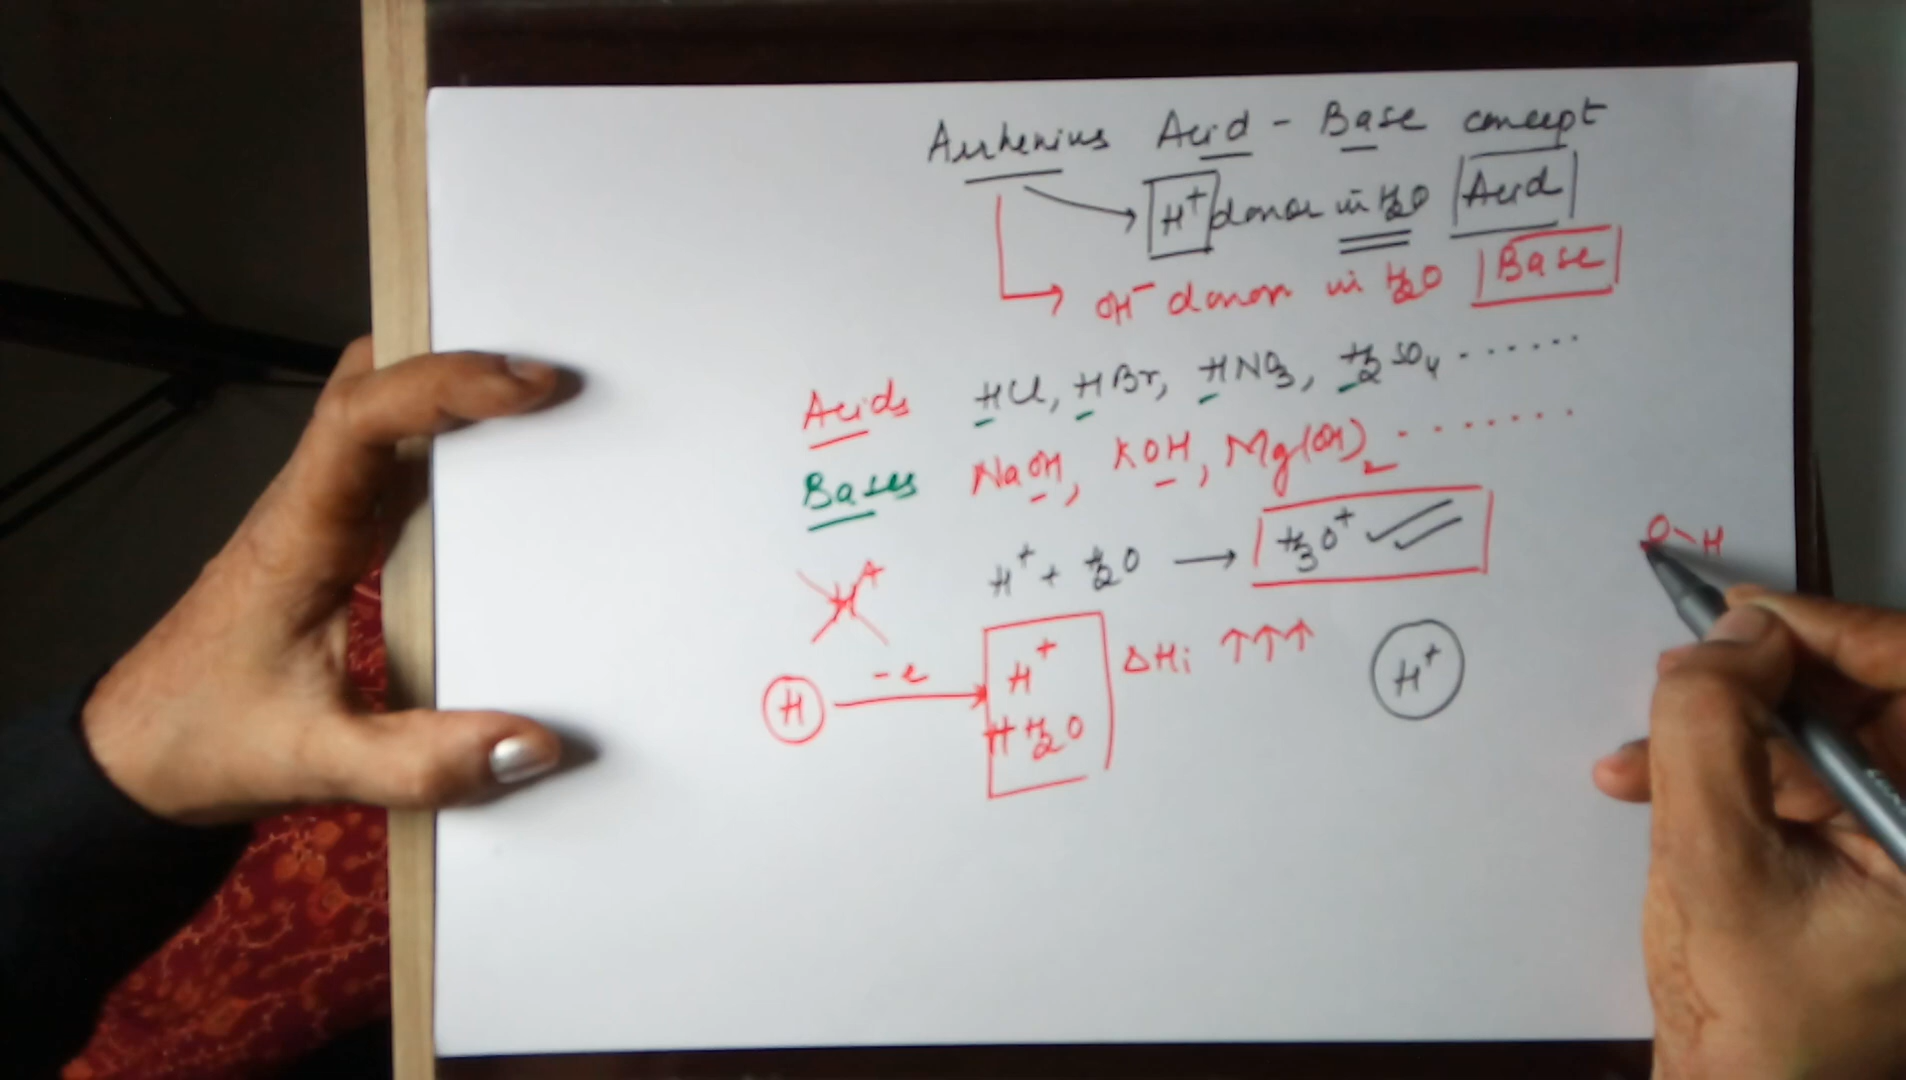 Arrhenius Acid - Base concept
H⁺ donor in H₂O Acid
OH⁻ donor in H₂O Base
Acids HCl, HBr, HNO₃, H₂SO₄ ......
Bases NaOH, KOH, Mg(OH)₂ .......
H⁺ + H₂O → H₃O⁺ ✓✓
H⁺
O-H
H -e → H⁺ ΔHi ↑↑↑ H⁺
H H₂O